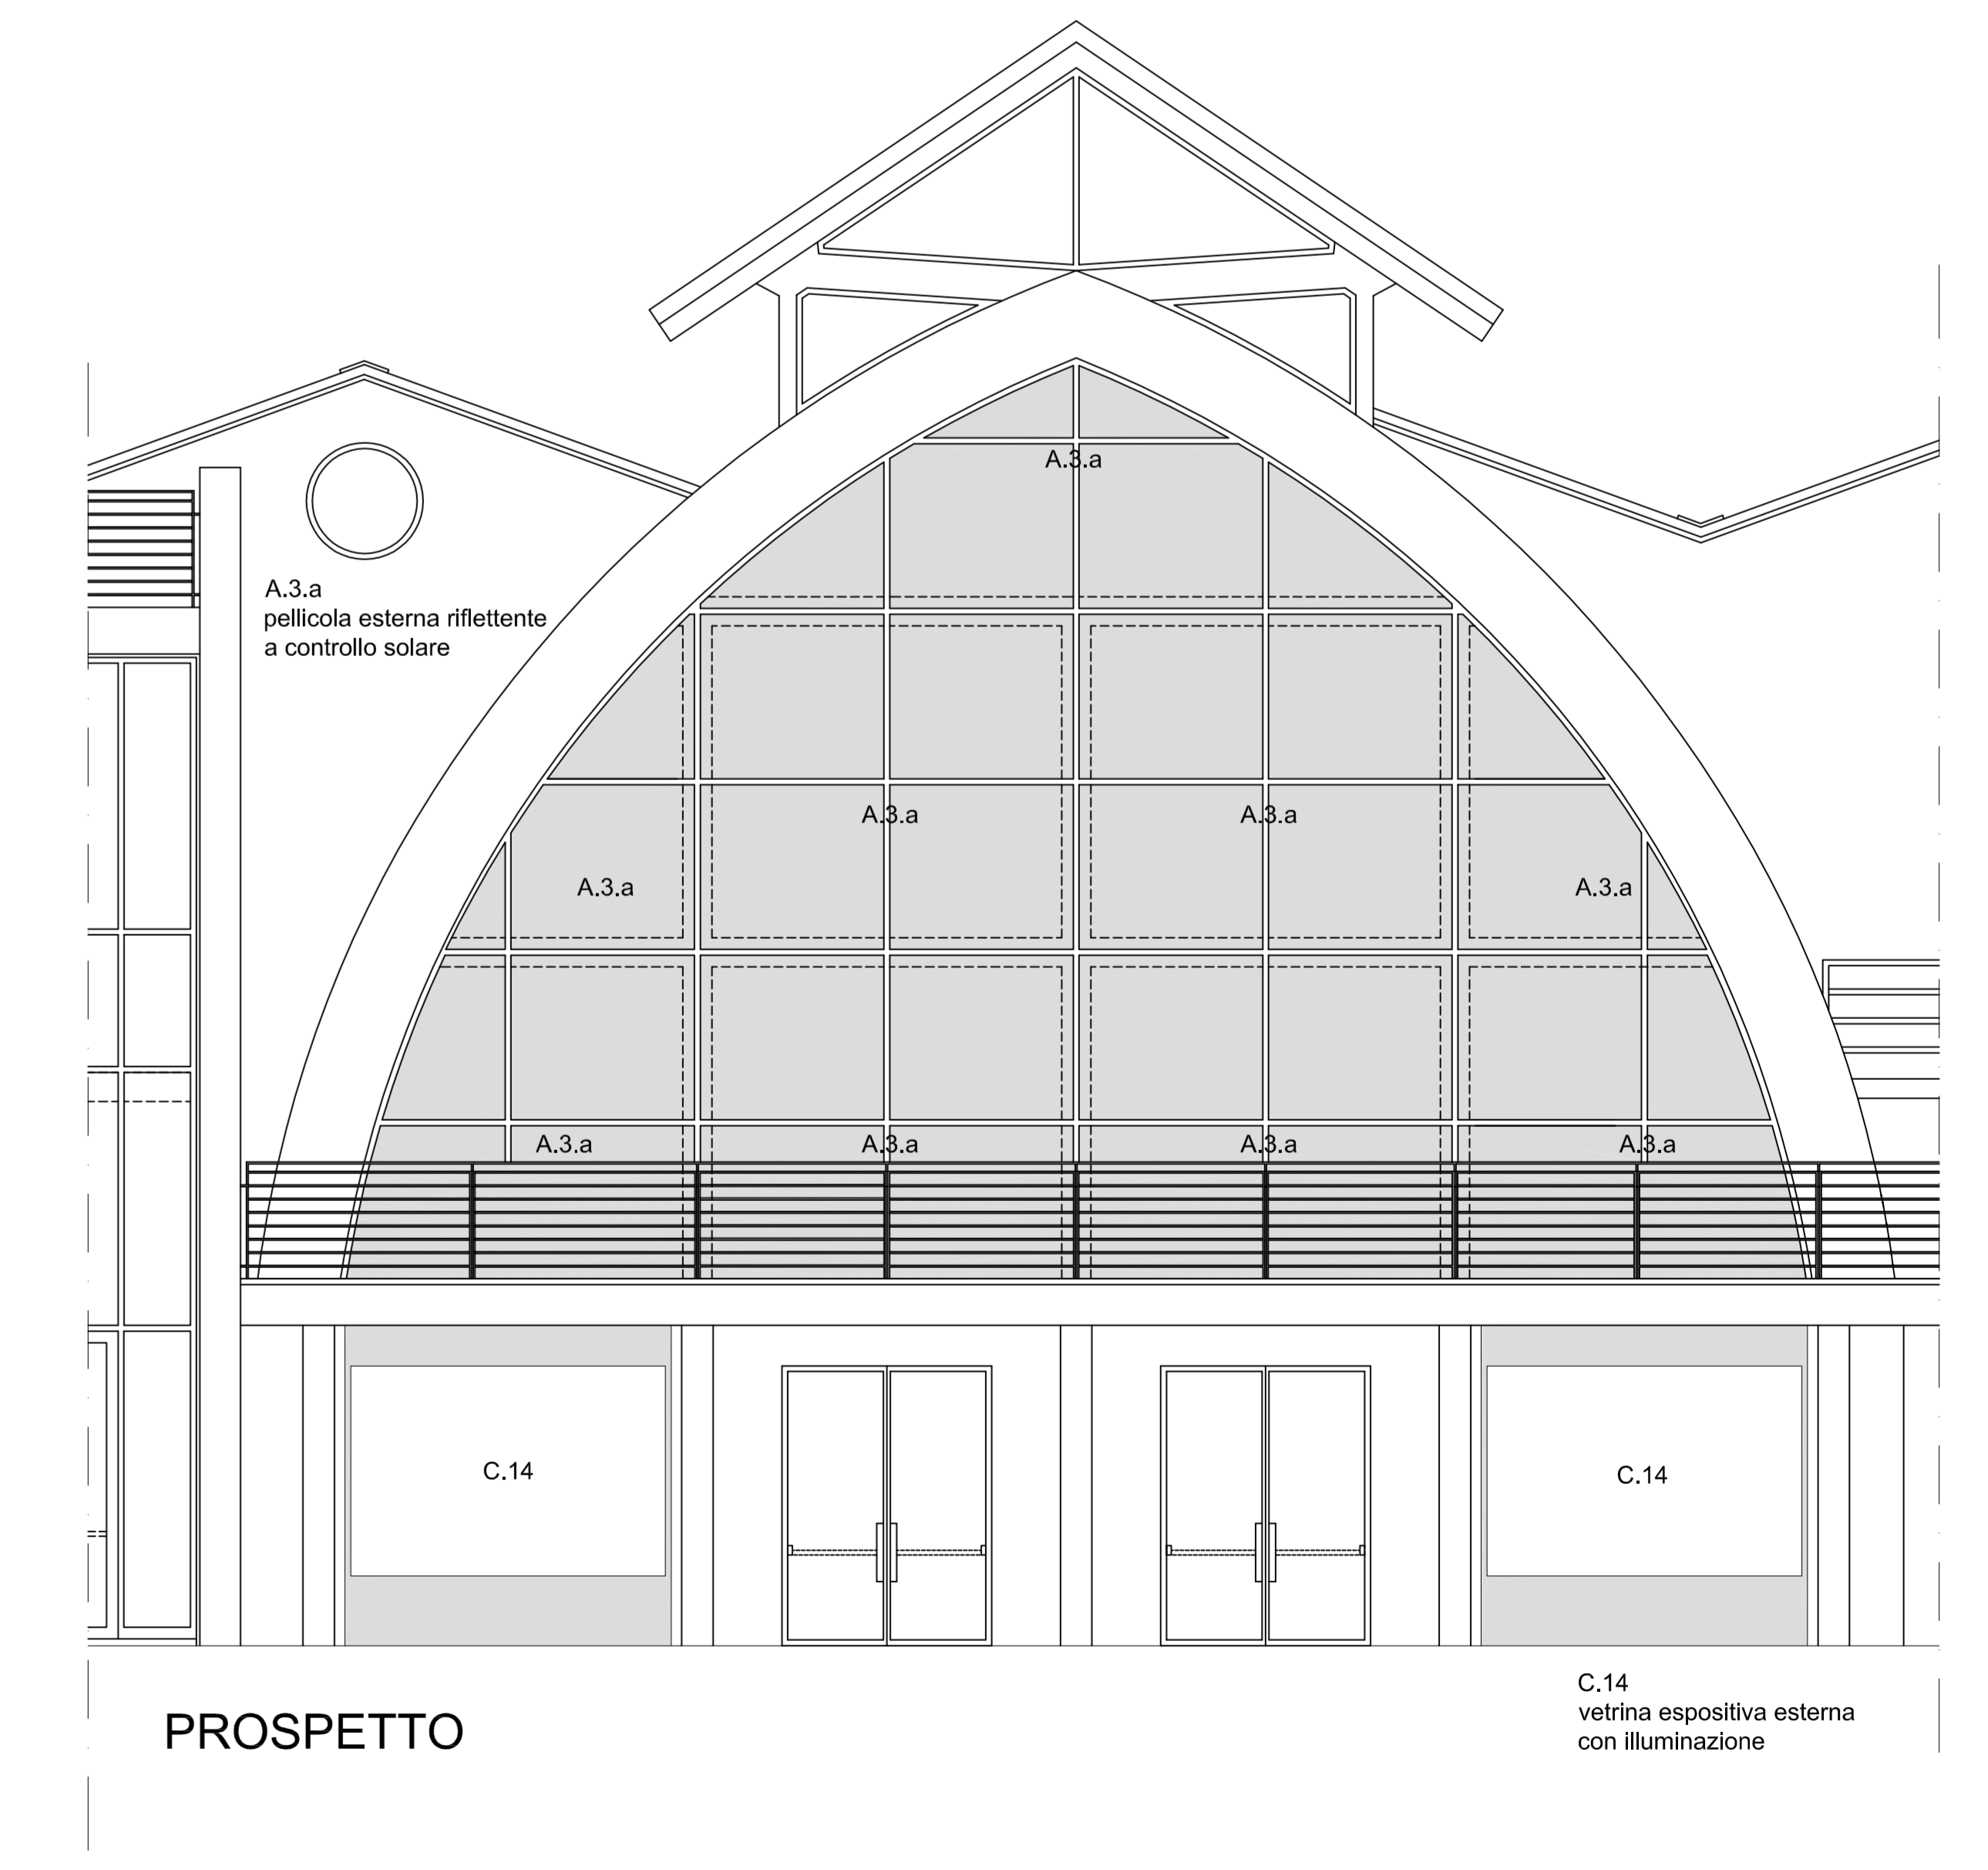 A.3.a
A.3.a
pellicola esterna riflettente
a controllo solare
A.3.a
A.3.a
A.3.a
A.3.a
A.3.a
A.3.a
A.3.a
A.3.a
C.14
C.14
C.14
vetrina espositiva esterna
con illuminazione
PROSPETTO